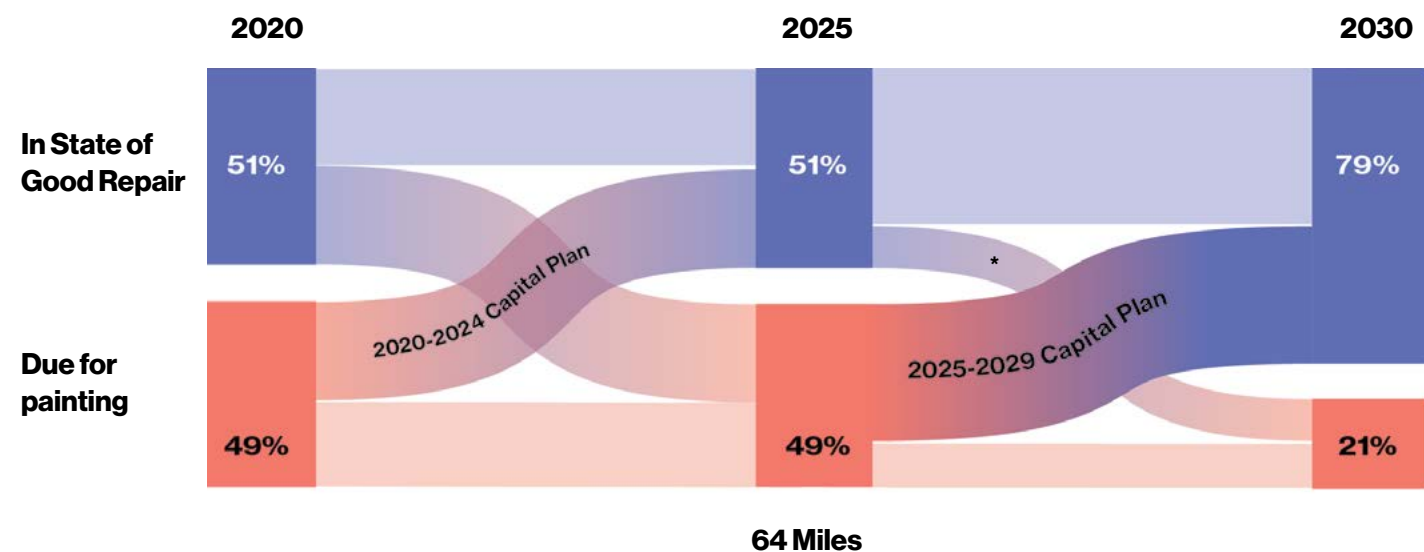 2020
2025
2030
In State of
Good Repair
51%
51%
79%
2020-2024 Capital Plan
*
2025-2029 Capital Plan
Due for
painting
49%
49%
21%
64 Miles